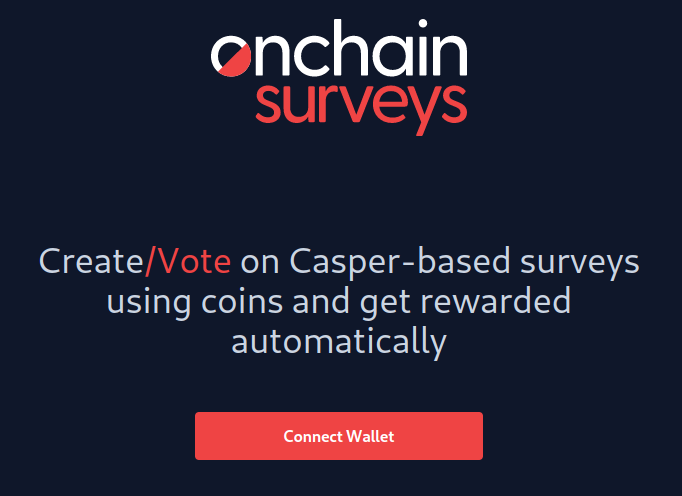 onchain
surveys
Create/Vote on Casper-based surveys
using coins and get rewarded
automatically
Connect Wallet